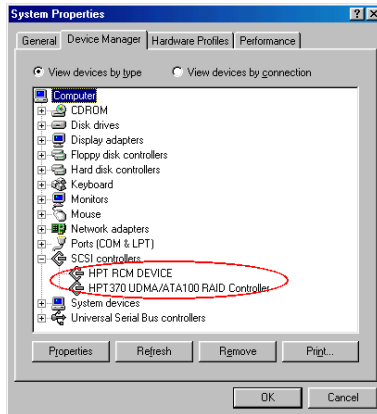 System Properties
General Device Manager Hardware Profiles Performance
View devices by type View devices by connection
Computer
CDROM
Disk drives
Display adapters
Floppy disk controllers
Hard disk controllers
Keyboard
Monitors
Mouse
Network adapters
Ports (COM & LPT)
SCSI controllers
HPT RCM DEVICE
HPT370 UDMA/ATA100 RAID Controller
System devices
Universal Serial Bus controllers
Properties Refresh Remove Print...
OK Cancel